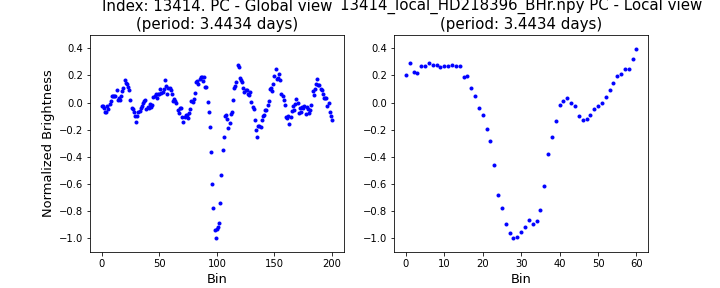 Index: 13414. PC - Global view
(period: 3.4434 days)
13414_local_HD218396_BHr.npy PC - Local view
(period: 3.4434 days)
Normalized Brightness
0.4
0.2
0.0
−0.2
−0.4
−0.6
−0.8
−1.0
0 50 100 150 200
Bin
0.4
0.2
0.0
−0.2
−0.4
−0.6
−0.8
−1.0
0 20 40 60
Bin